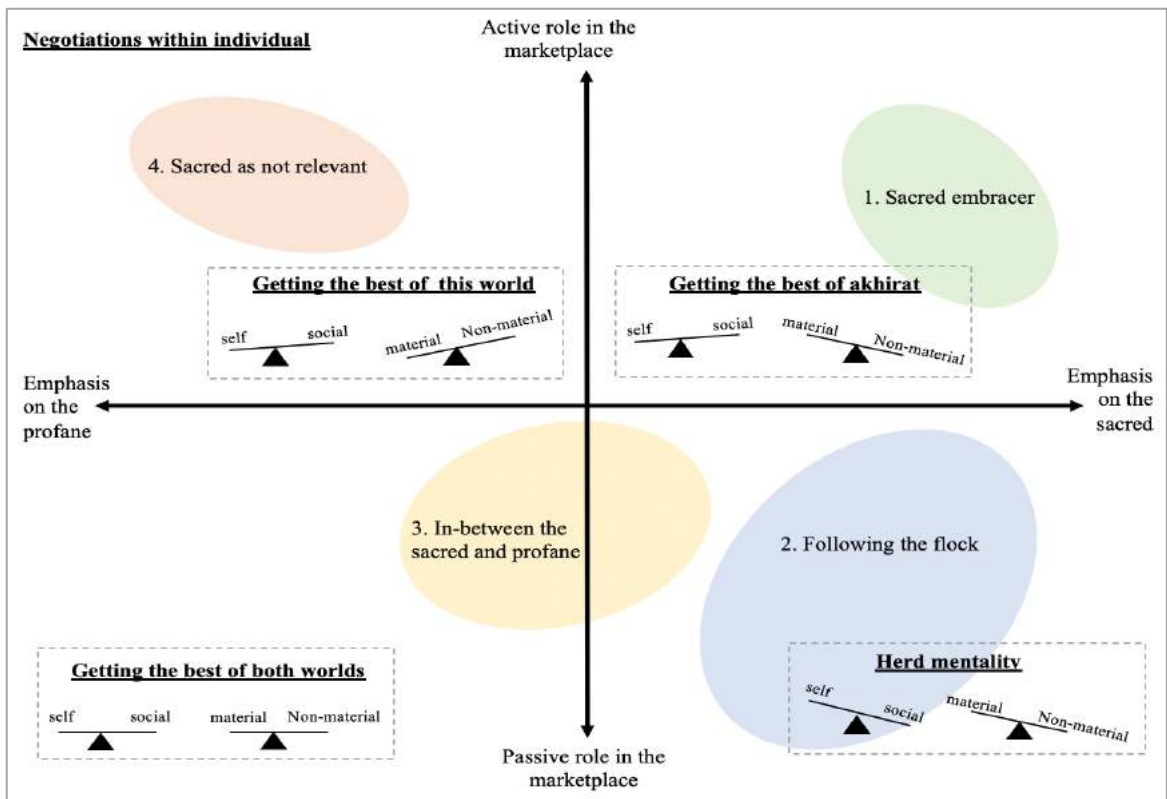 Negotiations within individual
Active role in the
marketplace
4. Sacred as not relevant
1. Sacred embracer
Getting the best of this world
self
social
material
Non-material
Getting the best of akhirat
self
social
material
Non-material
Emphasis
on the
profane
Emphasis
on the
sacred
3. In-between the
sacred and profane
2. Following the flock
Getting the best of both worlds
self
social
material
Non-material
Herd mentality
self
social
material
Non-material
Passive role in the
marketplace